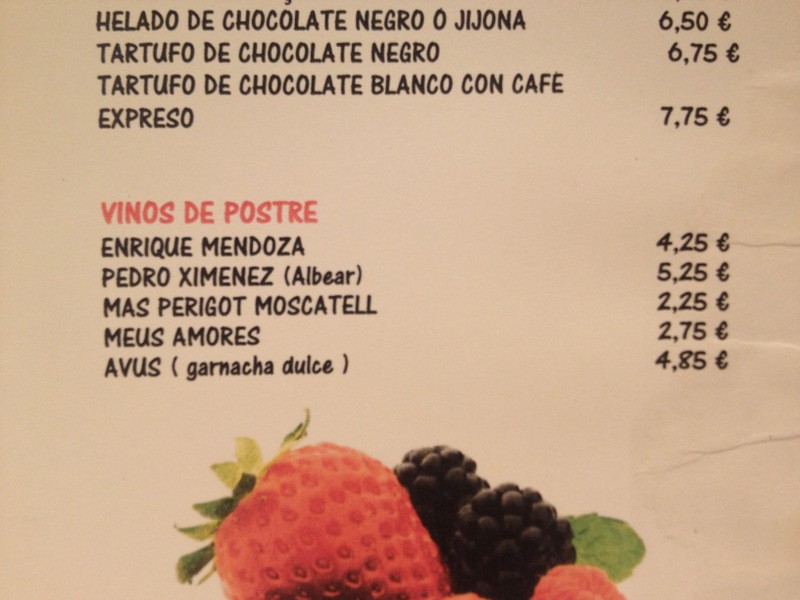 HELADO DE CHOCOLATE NEGRO O JIJONA 6,50 €
TARTUFO DE CHOCOLATE NEGRO 6,75 €
TARTUFO DE CHOCOLATE BLANCO CON CAFÉ
EXPRESO 7,75 €
VINOS DE POSTRE
ENRIQUE MENDOZA 4,25 €
PEDRO XIMENEZ (Albear) 5,25 €
MAS PERIGOT MOSCATELL 2,25 €
MEUS AMORES 2,75 €
AVUS ( garnacha dulce ) 4,85 €